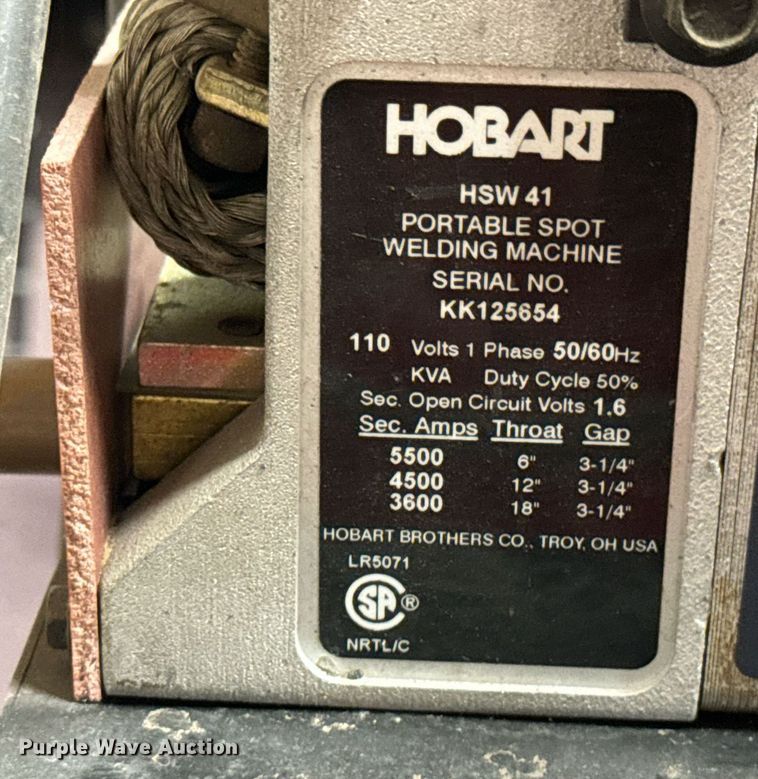 HOBART
HSW 41
PORTABLE SPOT
WELDING MACHINE
SERIAL NO.
KK125654
110 Volts 1 Phase 50/60Hz
KVA Duty Cycle 50%
Sec. Open Circuit Volts 1.6
Sec. Amps Throat Gap
5500 6" 3-1/4"
4500 12" 3-1/4"
3600 18" 3-1/4"
HOBART BROTHERS CO., TROY, OH USA
LR5071
SA ®
NRTL/C
Purple Wave Auction